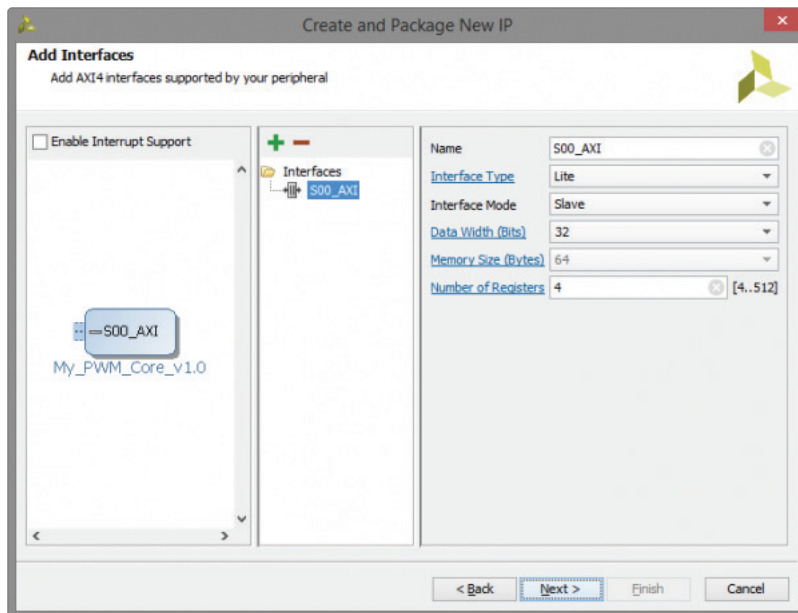 Create and Package New IP
Add Interfaces
Add AXI4 interfaces supported by your peripheral
Enable Interrupt Support
S00_AXI
My_PWM_Core_v1.0
Interfaces
S00_AXI
Name S00_AXI
Interface Type Lite
Interface Mode Slave
Data Width (Bits) 32
Memory Size (Bytes) 64
Number of Registers 4 [4..512]
< Back Next > Finish Cancel